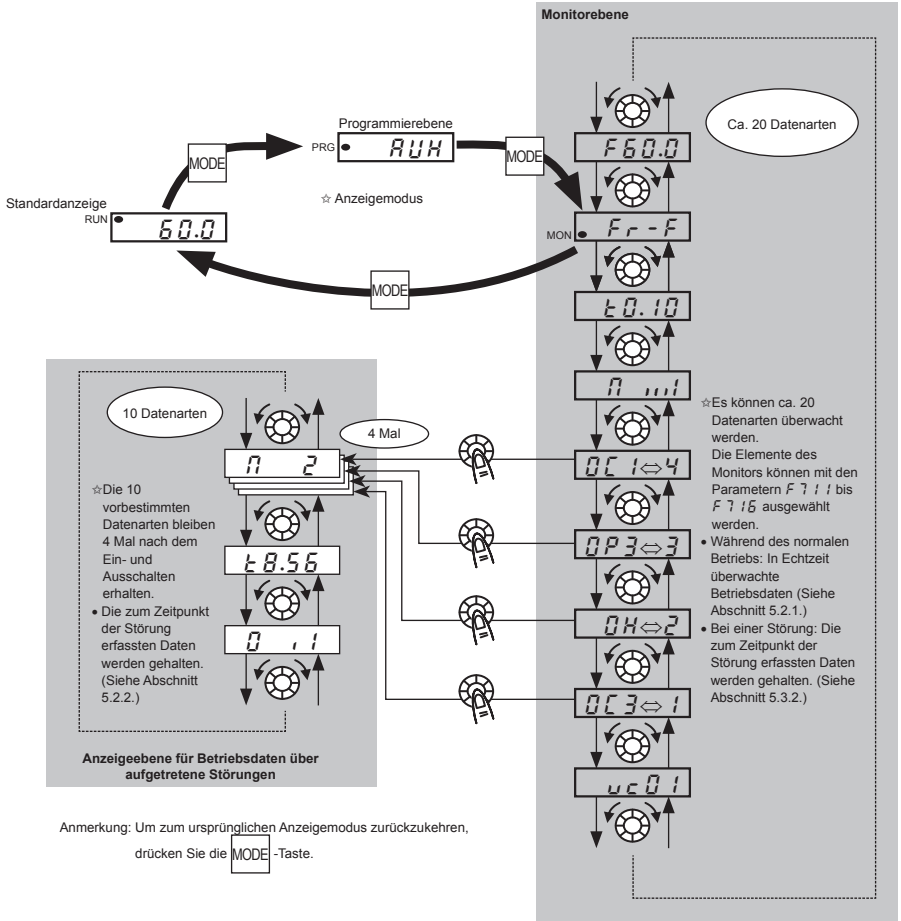 Monitorebene
Ca. 20 Datenarten
Programmierebene
PRG
AUH
MODE
MODE
☆ Anzeigemodus
Standardanzeige
RUN
60.0
MODE
F60.0
MON
Fr-F
t0.10
OC1⇔4
OP3⇔3
OH⇔2
OC3⇔1
uc01
☆Es können ca. 20
Datenarten überwacht
werden.
Die Elemente des
Monitors können mit den
Parametern F711 bis
F716 ausgewählt
werden.
• Während des normalen
Betriebs: In Echtzeit
überwachte
Betriebsdaten (Siehe
Abschnitt 5.2.1.)
• Bei einer Störung: Die
zum Zeitpunkt der
Störung erfassten Daten
werden gehalten. (Siehe
Abschnitt 5.3.2.)
10 Datenarten
4 Mal
n 2
t8.56
☆Die 10
vorbestimmten
Datenarten bleiben
4 Mal nach dem
Ein- und
Ausschalten
erhalten.
• Die zum Zeitpunkt
der Störung
erfassten Daten
werden gehalten.
(Siehe Abschnitt
5.2.2.)
Anzeigeebene für Betriebsdaten über
aufgetretene Störungen
Anmerkung: Um zum ursprünglichen Anzeigemodus zurückzukehren,
drücken Sie die MODE -Taste.